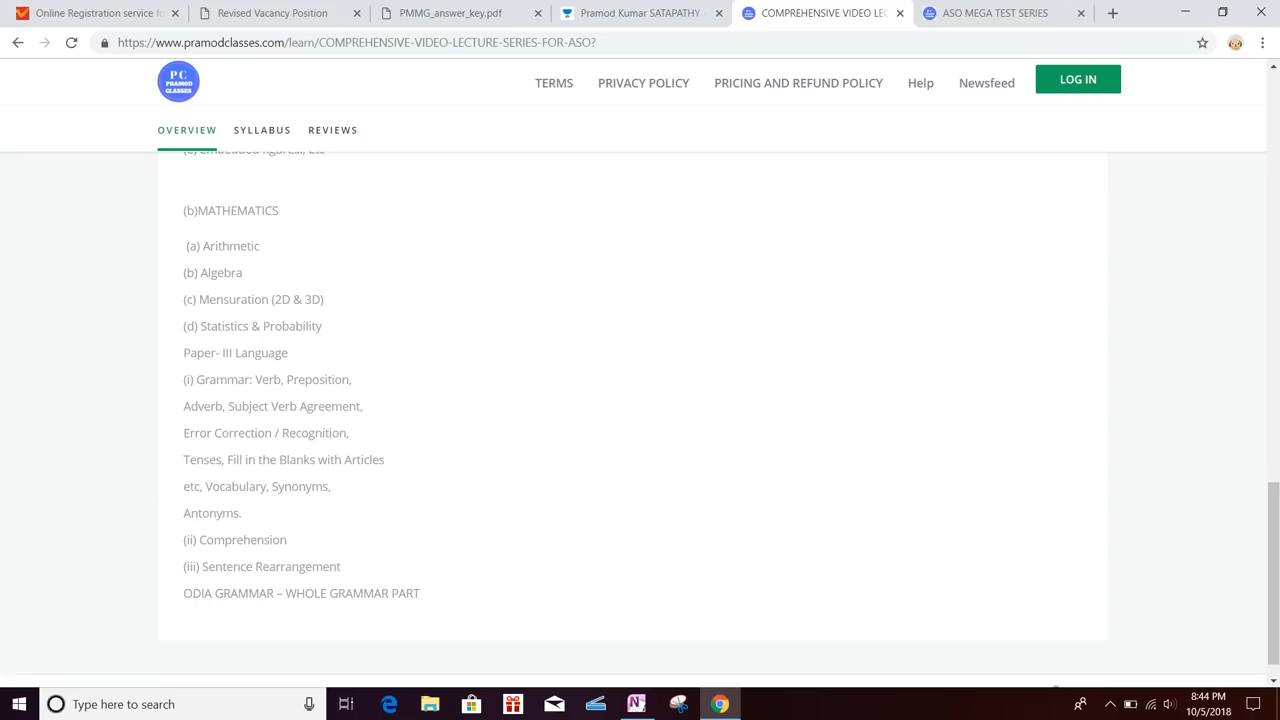 Online Registration service fo
Revised Vacancy Position
PMMG_answer_key.pdf
Pramod Kumar SATAPATHY -
COMPREHENSIVE VIDEO LEC
ASO MEGA TEST SERIES
https://www.pramodclasses.com/learn/COMPREHENSIVE-VIDEO-LECTURE-SERIES-FOR-ASO?
P C
PRAMOD
CLASSES
TERMS
PRIVACY POLICY
PRICING AND REFUND POLICY
Help
Newsfeed
LOG IN
OVERVIEW
SYLLABUS
REVIEWS
(b)MATHEMATICS
(a) Arithmetic
(b) Algebra
(c) Mensuration (2D & 3D)
(d) Statistics & Probability
Paper- III Language
(i) Grammar: Verb, Preposition,
Adverb, Subject Verb Agreement,
Error Correction / Recognition,
Tenses, Fill in the Blanks with Articles
etc, Vocabulary, Synonyms,
Antonyms.
(ii) Comprehension
(iii) Sentence Rearrangement
ODIA GRAMMAR – WHOLE GRAMMAR PART
Type here to search
8:44 PM
10/5/2018